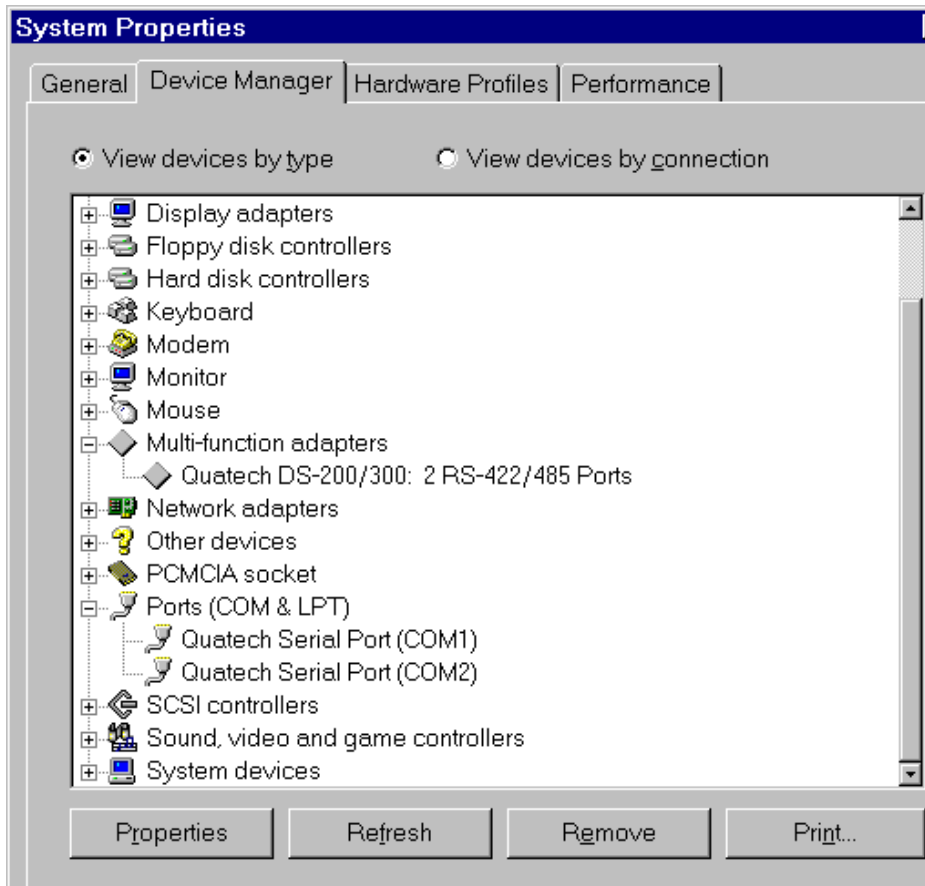 System Properties
General Device Manager Hardware Profiles Performance
View devices by type View devices by connection
Display adapters
Floppy disk controllers
Hard disk controllers
Keyboard
Modem
Monitor
Mouse
Multi-function adapters
Quatech DS-200/300: 2 RS-422/485 Ports
Network adapters
Other devices
PCMCIA socket
Ports (COM & LPT)
Quatech Serial Port (COM1)
Quatech Serial Port (COM2)
SCSI controllers
Sound, video and game controllers
System devices
Properties Refresh Remove Print...